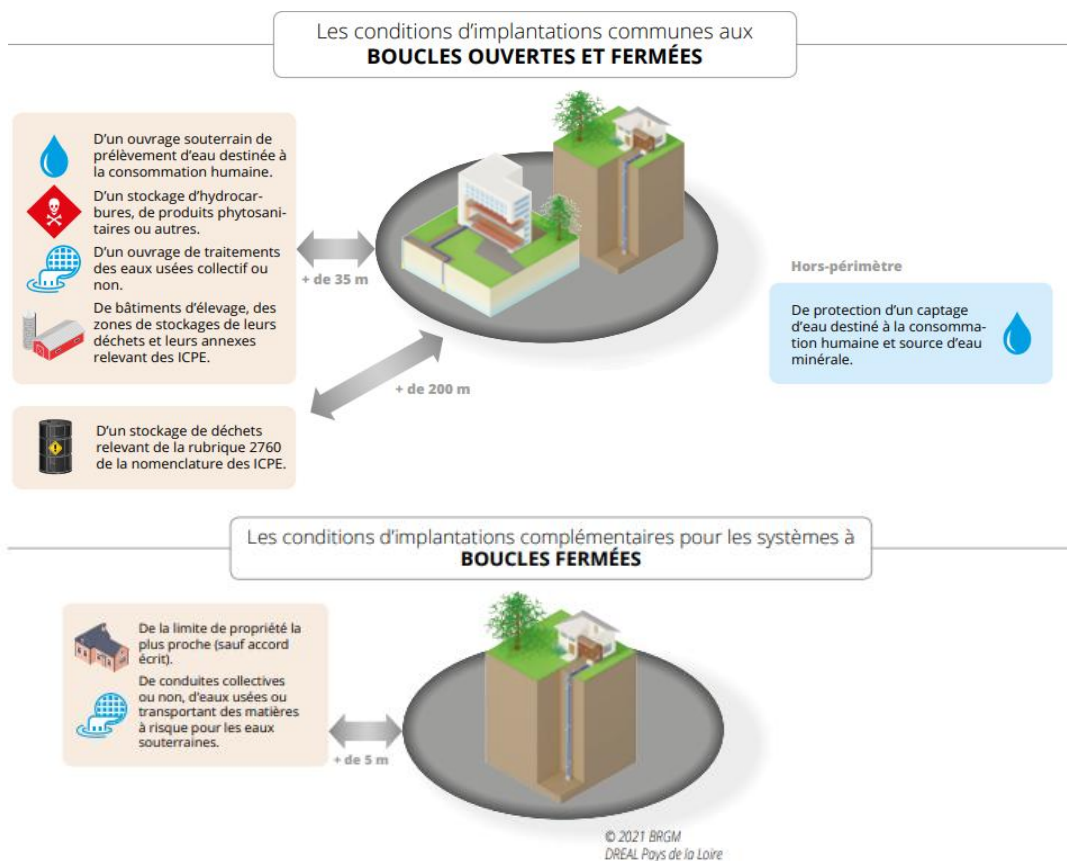 Les conditions d’implantations communes aux
BOUCLES OUVERTES ET FERMÉES
D’un ouvrage souterrain de
prélèvement d’eau destinée à
la consommation humaine.
D’un stockage d’hydrocar-
bures, de produits phytosani-
taires ou autres.
D’un ouvrage de traitements
des eaux usées collectif ou
non.
De bâtiments d’élevage, des
zones de stockages de leurs
déchets et leurs annexes
relevant des ICPE.
+ de 35 m
Hors-périmètre
De protection d’un captage
d’eau destiné à la consomma-
tion humaine et source d’eau
minérale.
+ de 200 m
D’un stockage de déchets
relevant de la rubrique 2760
de la nomenclature des ICPE.
Les conditions d’implantations complémentaires pour les systèmes à
BOUCLES FERMÉES
De la limite de propriété la
plus proche (sauf accord
écrit).
De conduites collectives
ou non, d’eaux usées ou
transportant des matières
à risque pour les eaux
souterraines.
+ de 5 m
© 2021 BRGM
DREAL Pays de la Loire